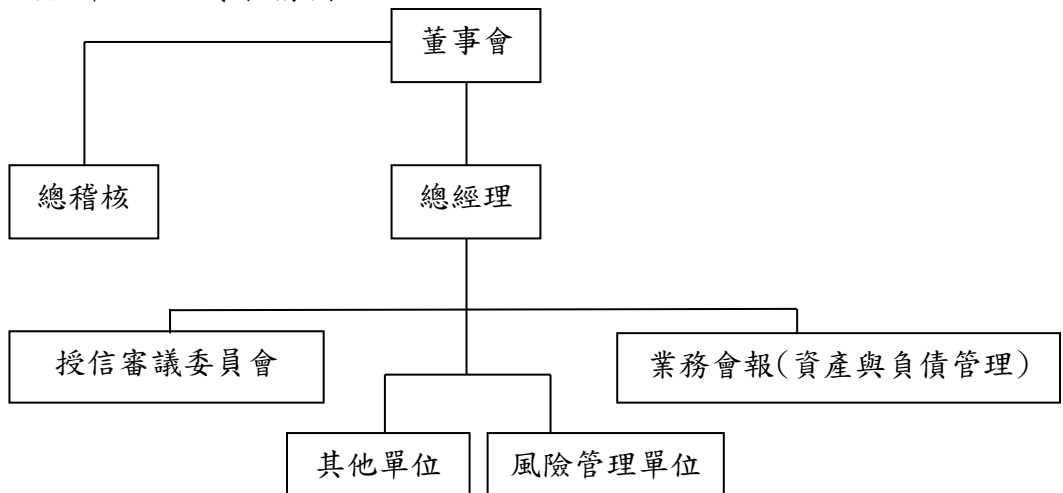 董事會
總稽核
總經理
授信審議委員會
業務會報(資產與負債管理)
其他單位
風險管理單位